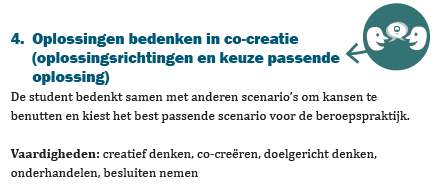 4. Oplossingen bedenken in co-creatie
(oplossingsrichtingen en keuze passende
oplossing)
De student bedenkt samen met anderen scenario’s om kansen te
benutten en kiest het best passende scenario voor de beroepspraktijk.
Vaardigheden: creatief denken, co-creëren, doelgericht denken,
onderhandelen, besluiten nemen